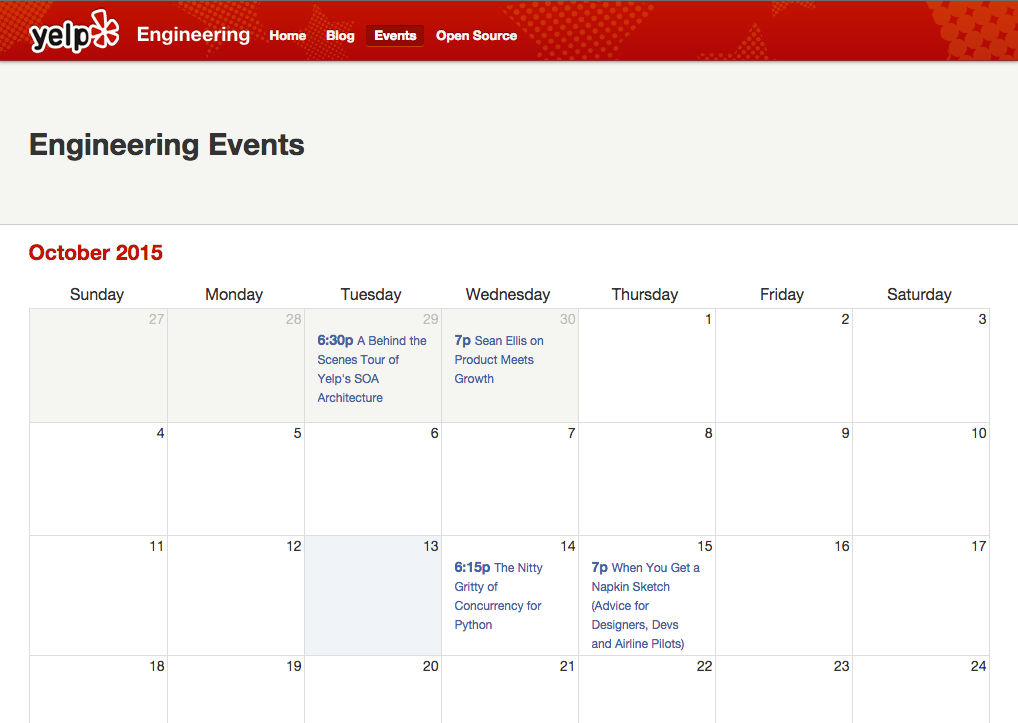 yelp Engineering Home Blog Events Open Source
Engineering Events
October 2015
Sunday Monday Tuesday Wednesday Thursday Friday Saturday
27 28 29 30 1 2 3
6:30p A Behind the
Scenes Tour of
Yelp's SOA
Architecture
7p Sean Ellis on
Product Meets
Growth
4 5 6 7 8 9 10
11 12 13 14 15 16 17
6:15p The Nitty
Gritty of
Concurrency for
Python
7p When You Get a
Napkin Sketch
(Advice for
Designers, Devs
and Airline Pilots)
18 19 20 21 22 23 24